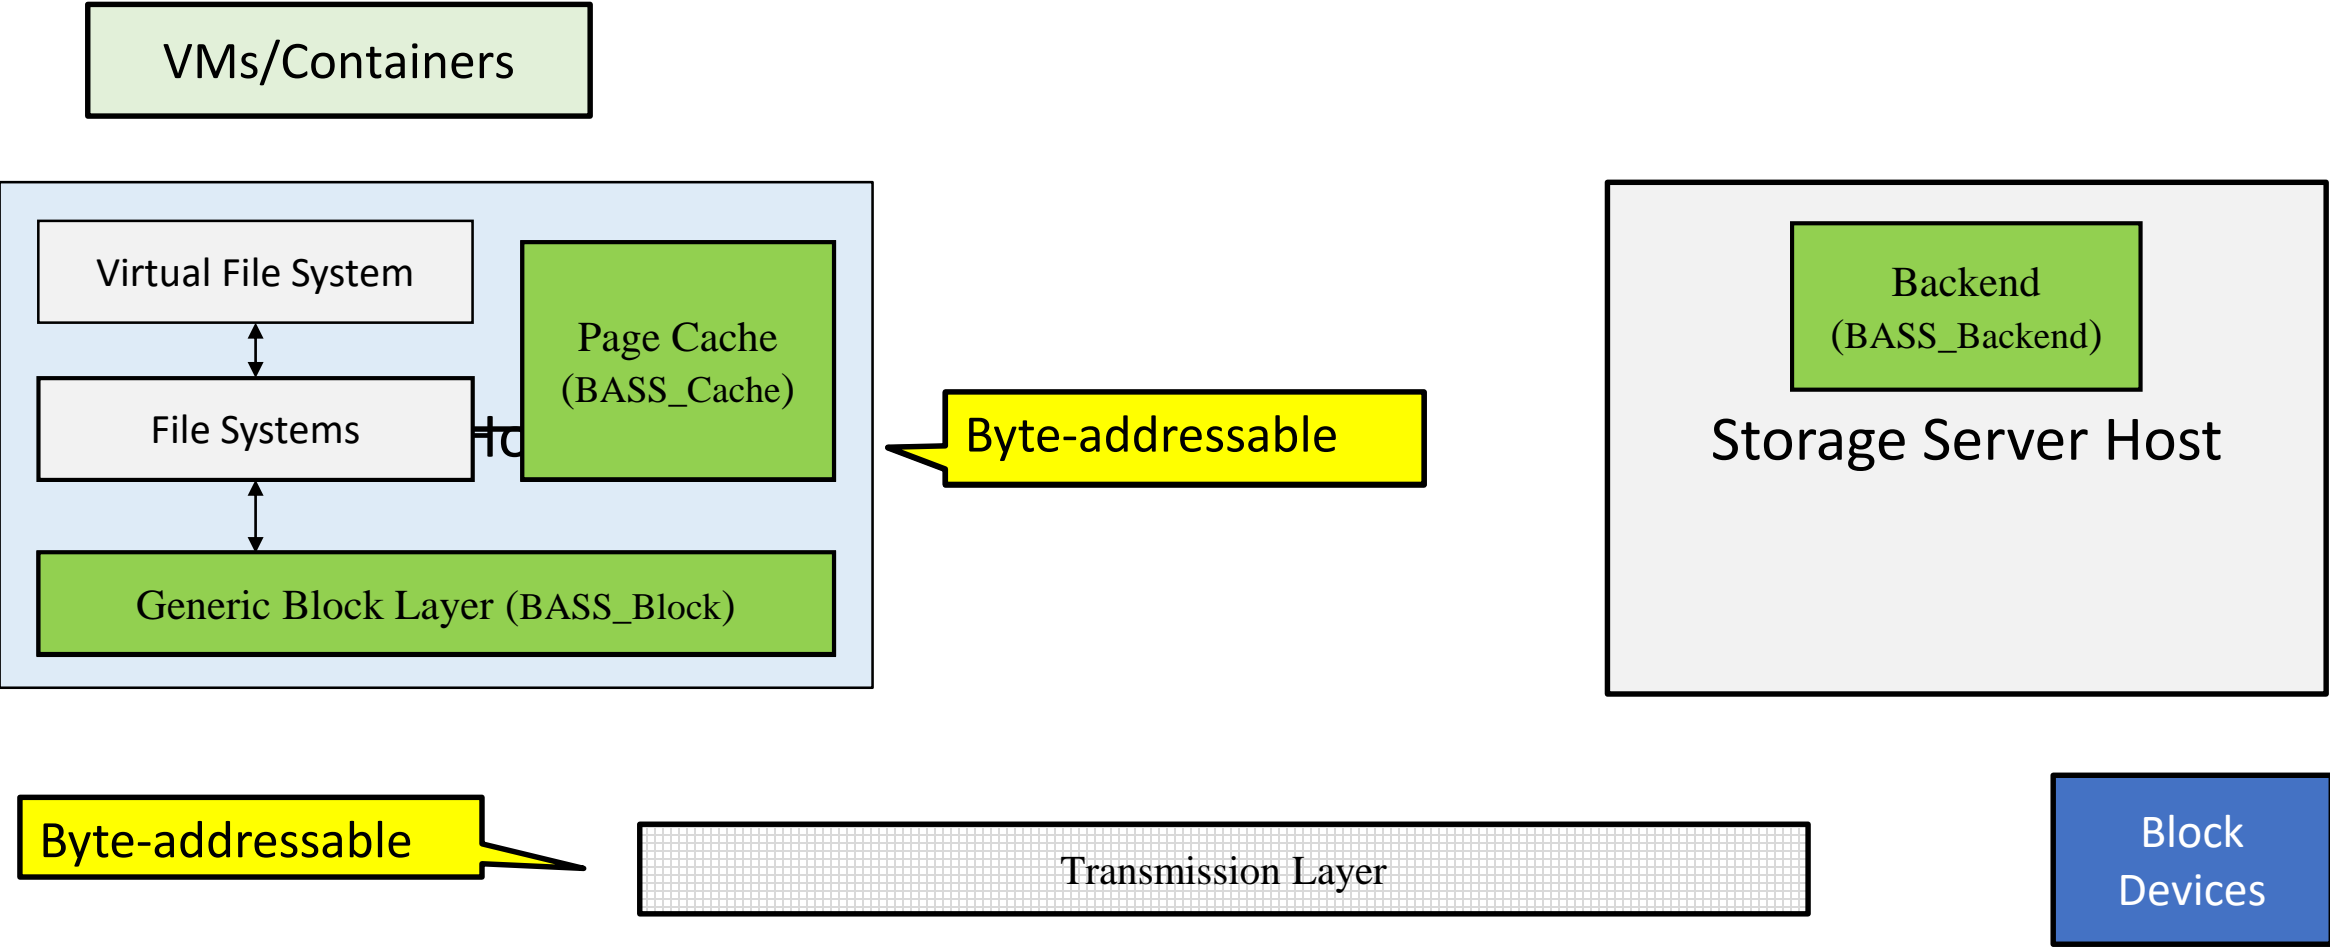 VMs/Containers
Virtual File System
Page Cache
(BASS_Cache)
File Systems
Generic Block Layer (BASS_Block)
Byte-addressable
Backend
(BASS_Backend)
Storage Server Host
Byte-addressable
Transmission Layer
Block
Devices